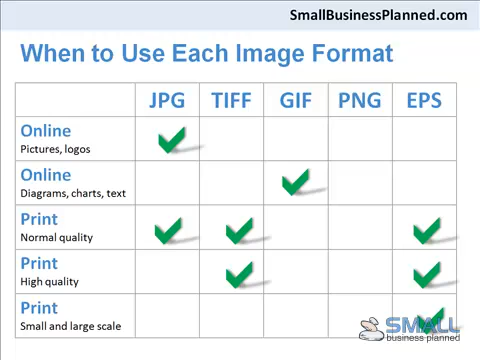 SmallBusinessPlanned.com
When to Use Each Image Format
JPG TIFF GIF PNG EPS
Online
Pictures, logos
Online
Diagrams, charts, text
Print
Normal quality
Print
High quality
Print
Small and large scale
SMALL
business planned